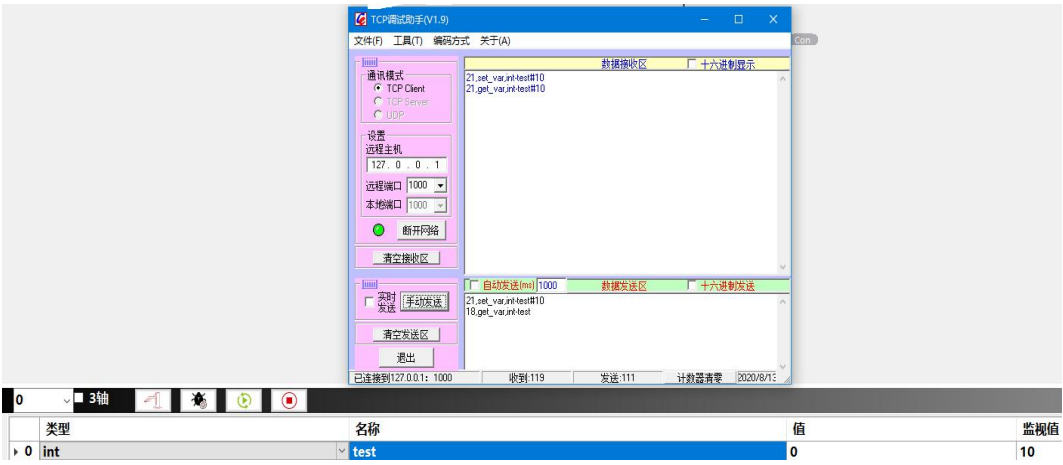 TCP调试助手(V1.9)
文件(F) 工具(T) 编码方式 关于(A)
Con
通讯模式
TCP Client
TCP Server
UDP
设置
远程主机
127 . 0 . 0 . 1
远程端口 1000
本地端口 1000
断开网络
清空接收区
数据接收区 十六进制显示
21,set_var,int-test#10
21,get_var,int-test#10
实时发送 手动发送
清空发送区
退出
自动发送(ms) 1000 数据发送区 十六进制发送
21,set_var,int-test#10
18,get_var,int-test
已连接到127.0.0.1: 1000 收到:119 发送:111 计数器清零 2020/8/13
0 3轴
类型 名称 值 监视值
0 int test 0 10